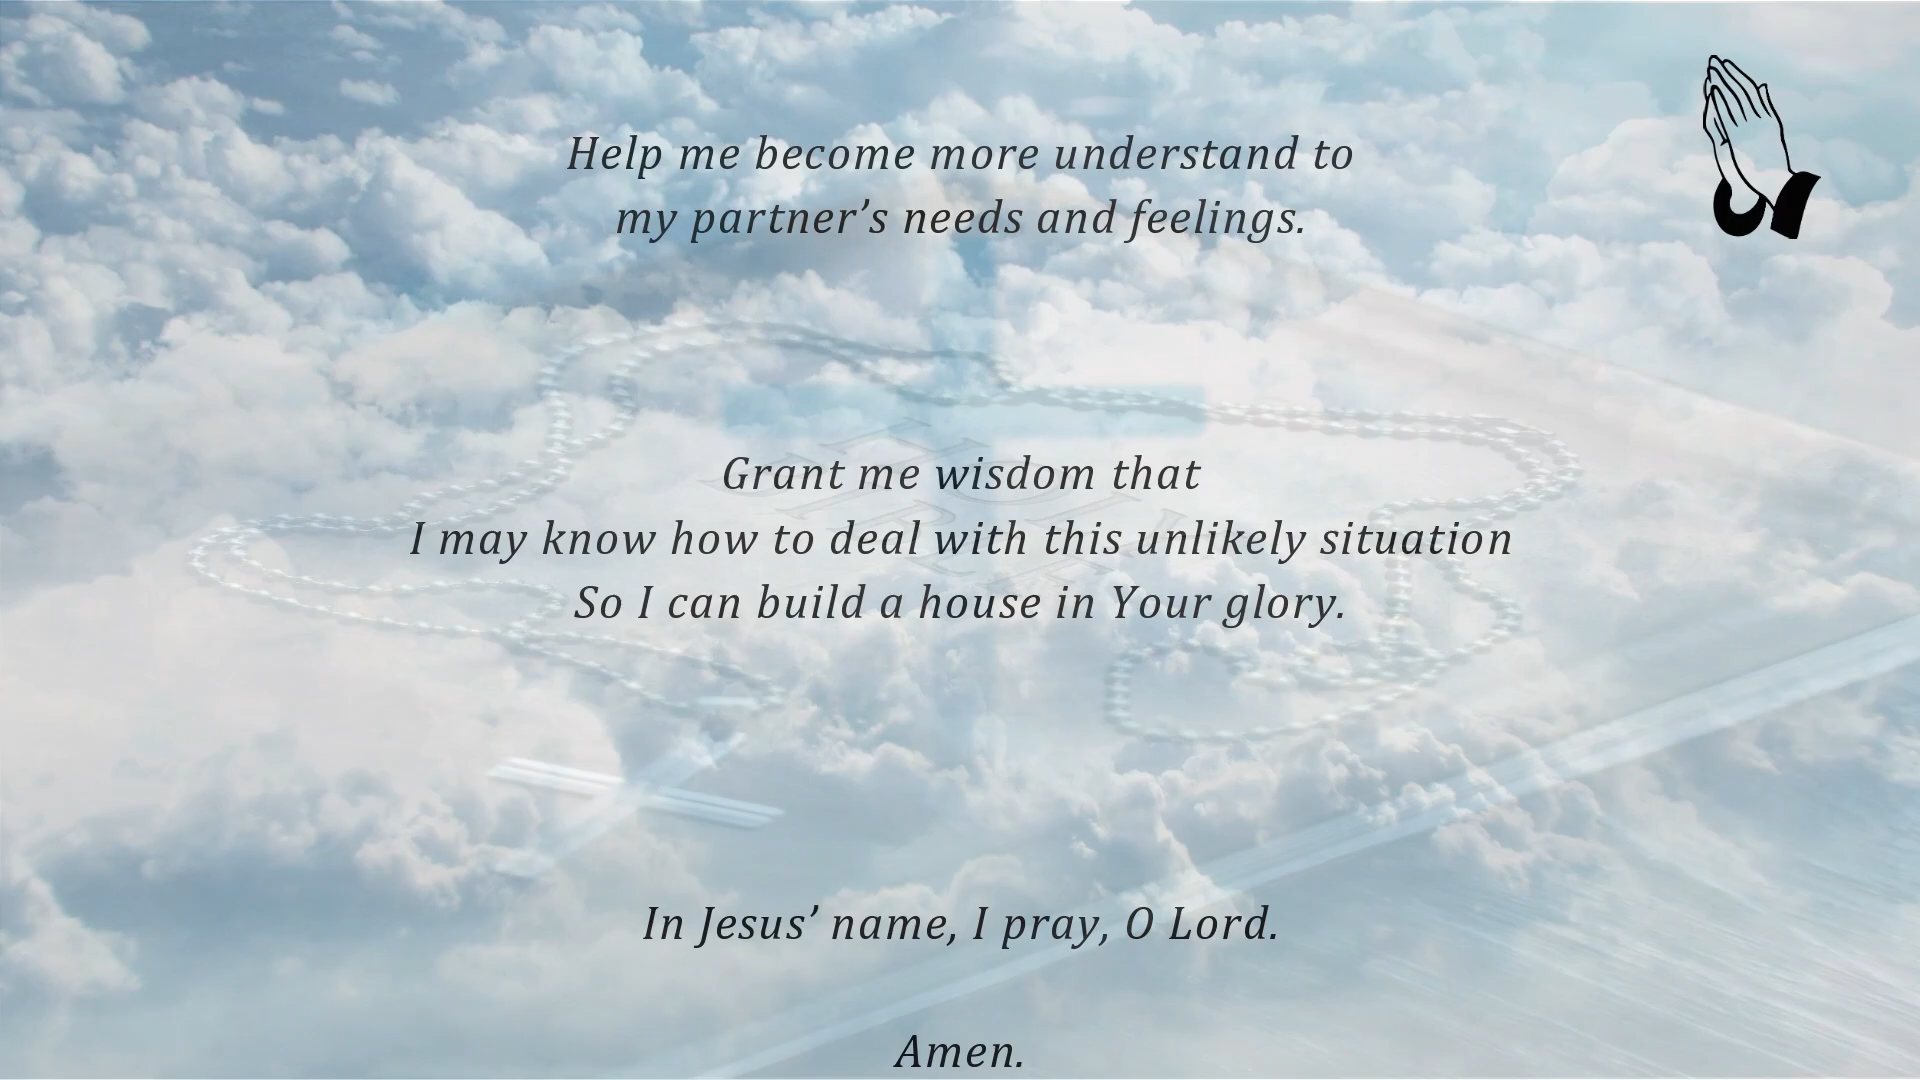 Help me become more understand to
my partner’s needs and feelings.
Grant me wisdom that
I may know how to deal with this unlikely situation
So I can build a house in Your glory.
In Jesus’ name, I pray, O Lord.
Amen.